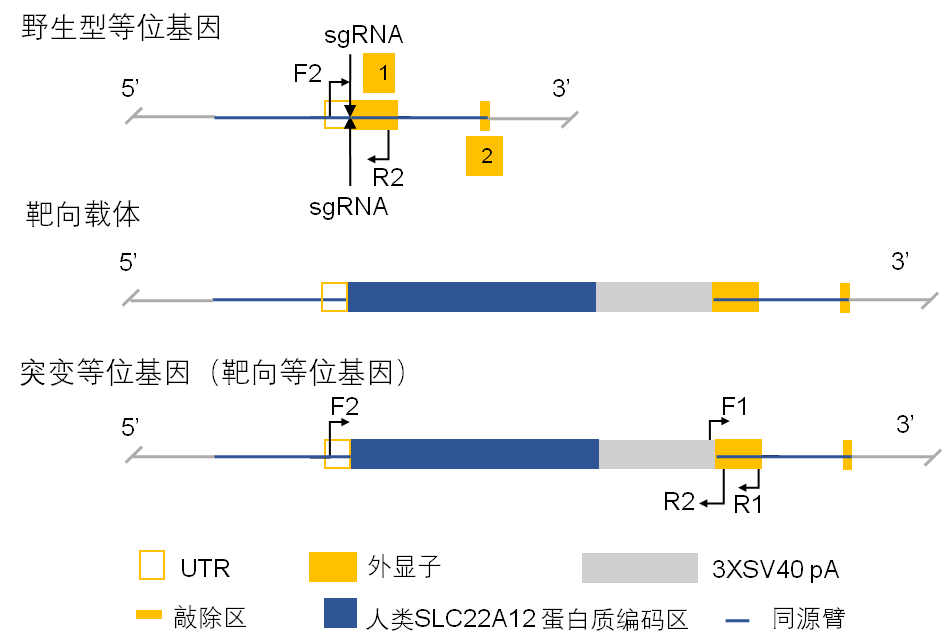 野生型等位基因
sgRNA
F2
1
5’
3’
2
R2
sgRNA
靶向载体
5’
3’
突变等位基因（靶向等位基因）
F2
F1
5’
3’
R2
R1
UTR
外显子
3XSV40 pA
敲除区
人类SLC22A12 蛋白质编码区
同源臂